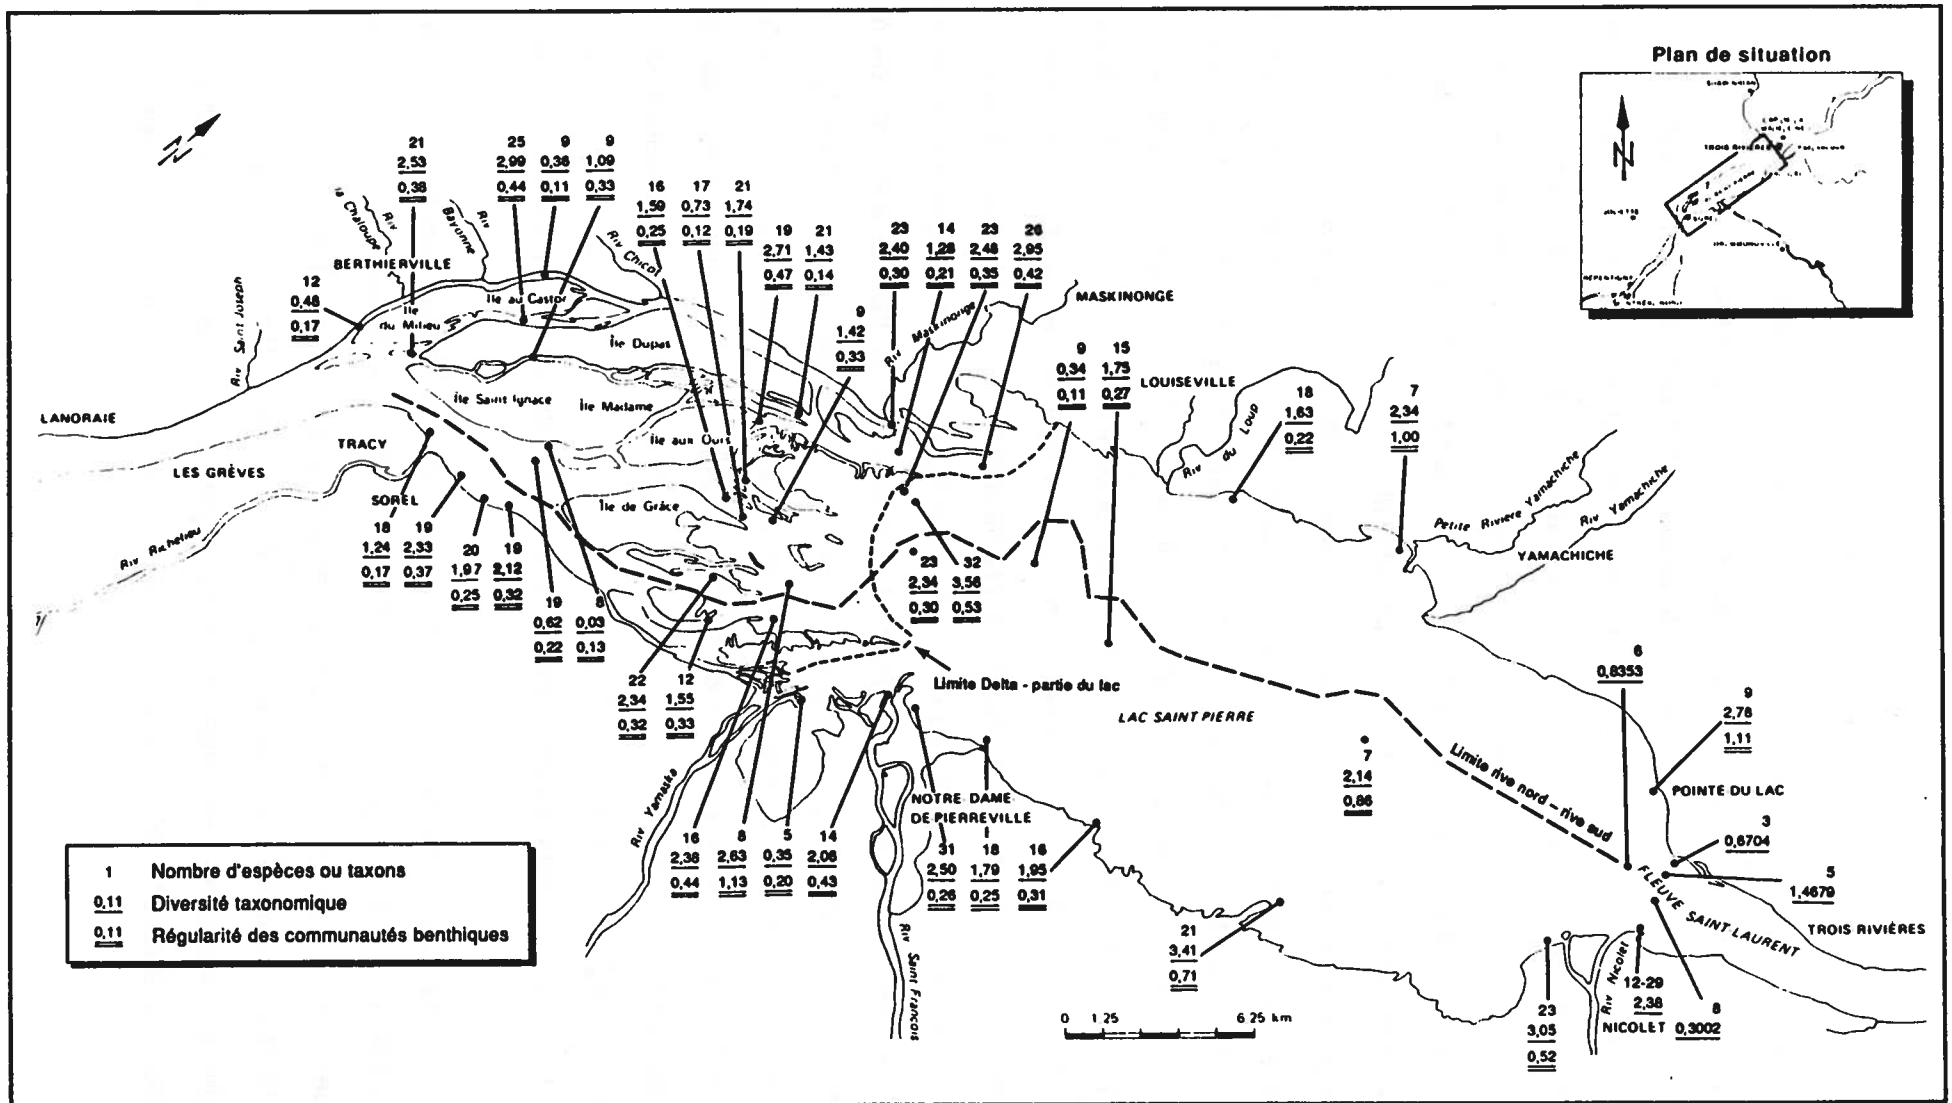 Plan de situation
N
N
TROIS RIVIÈRES
21
2,53
0,38
25
2,99
0,44
9
0,36
0,11
9
1,09
0,33
16
1,59
0,25
17
0,73
0,12
21
1,74
0,19
19
2,71
0,47
21
1,43
0,14
23
2,40
0,30
14
1,28
0,21
23
2,48
0,35
26
2,95
0,42
9
1,42
0,33
9
0,34
0,11
15
1,75
0,27
18
1,63
0,22
7
2,34
1,00
12
0,48
0,17
Riv Saint Joseph
la Chaloupe
Riv
Bayonne
Riv
Riv Chicot
BERTHIERVILLE
Île au Castor
Île
du Milieu
Île Dupas
Île Saint Ignace
Île Madame
Île aux Ours
Île de Grâce
Riv Maskinonge
MASKINONGE
LOUISEVILLE
Riv du Loup
Petite Riviere Yamachiche
Riv Yamachiche
YAMACHICHE
LANORAIE
LES GRÈVES
TRACY
SOREL
Riv Richelieu
18
1,24
0,17
19
2,33
0,37
20
1,97
0,25
19
2,12
0,32
19
0,62
0,22
8
0,03
0,13
23
2,34
0,30
32
3,56
0,53
22
2,34
0,32
12
1,55
0,33
Limite Delta - partie du lac
LAC SAINT PIERRE
Limite rive nord - rive sud
6
0,8353
9
2,78
1,11
POINTE DU LAC
3
0,6704
5
1,4679
FLEUVE SAINT LAURENT
TROIS RIVIÈRES
7
2,14
0,86
Riv Yamaska
NOTRE DAME
DE PIERREVILLE
16
2,38
0,44
8
2,63
1,13
5
0,35
0,20
14
2,06
0,43
31
2,50
0,26
18
1,79
0,25
16
1,95
0,31
Riv Saint François
21
3,41
0,71
23
3,05
0,52
Riv Nicolet
12-29
2,38
NICOLET
8
0,3002
0 1.25 6 25 km
1 Nombre d'espèces ou taxons
0,11 Diversité taxonomique
0,11 Régularité des communautés benthiques